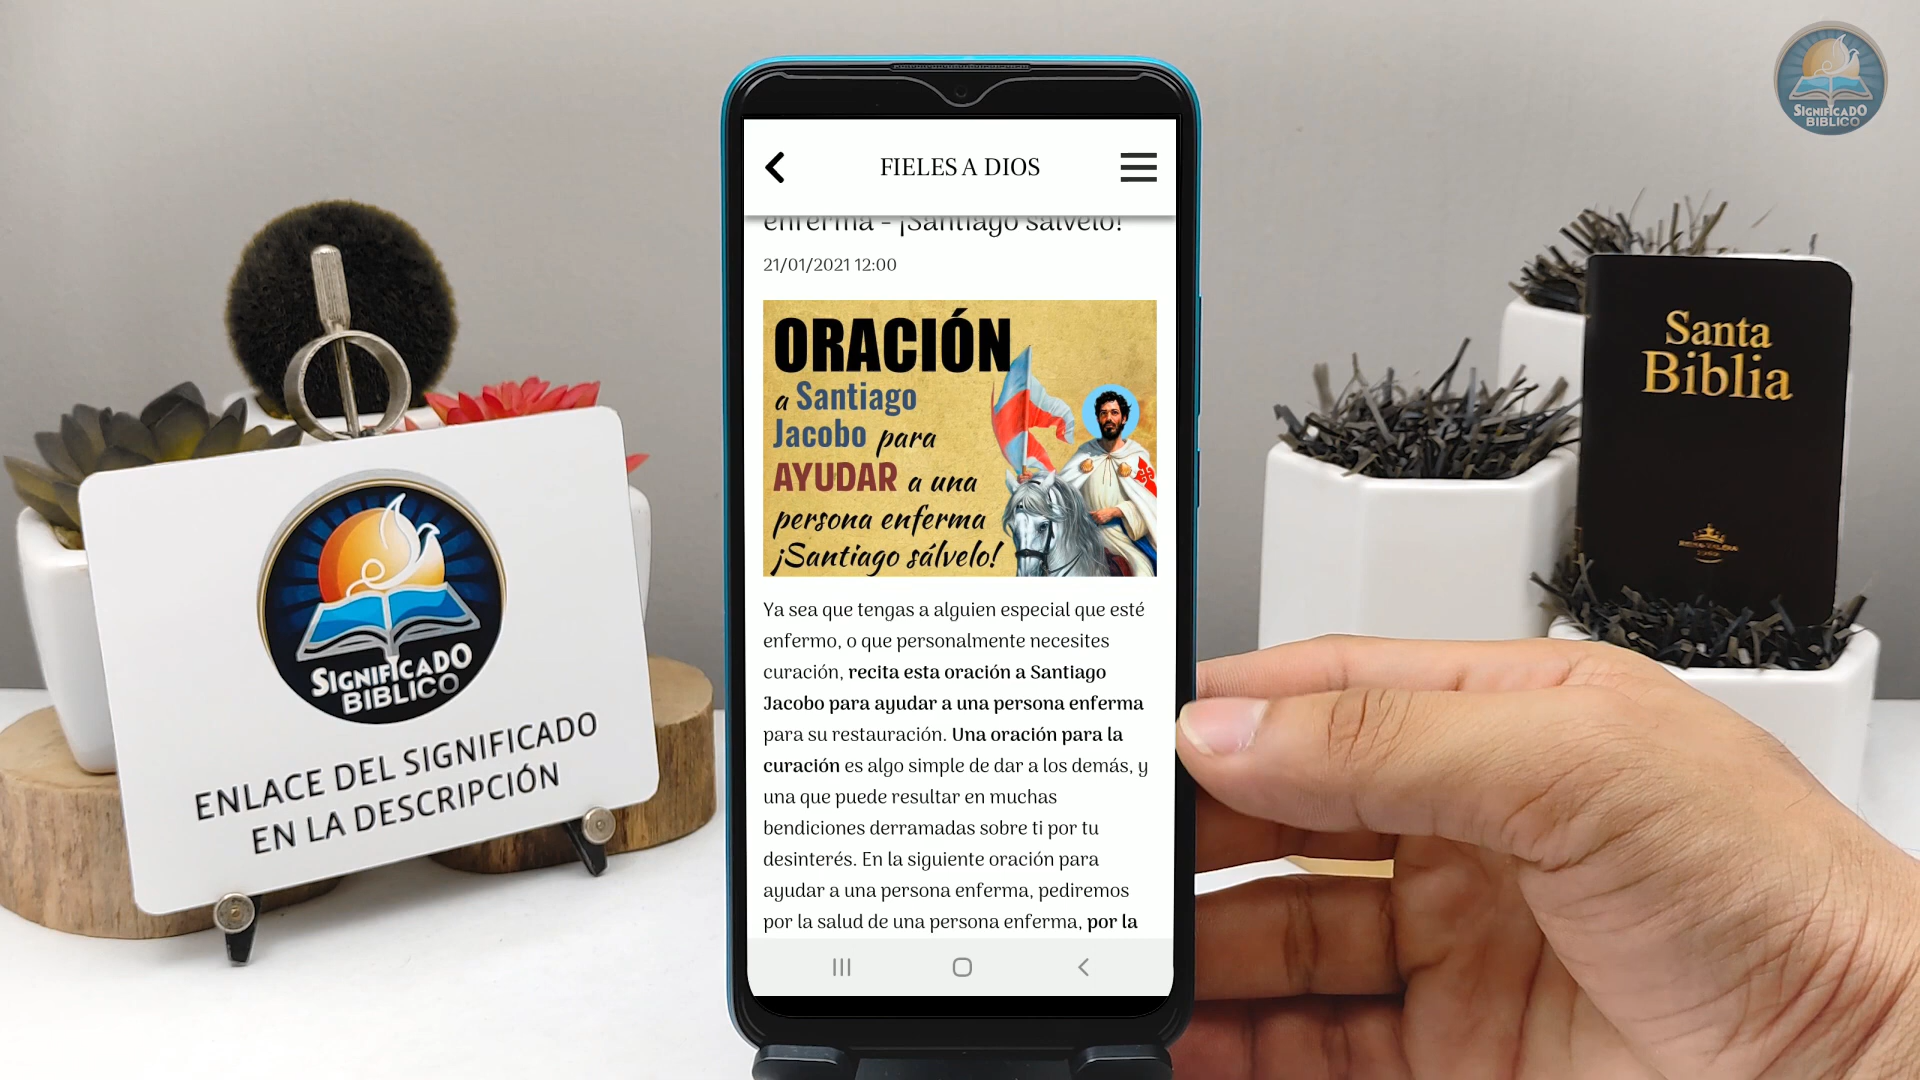 SIGNIFICADO
BIBLICO
FIELES A DIOS
enferma - ¡Santiago sálvelo!
21/01/2021 12:00
ORACIÓN
a Santiago
Jacobo para
AYUDAR a una
persona enferma
¡Santiago sálvelo!
Ya sea que tengas a alguien especial que esté
enfermo, o que personalmente necesites
curación, recita esta oración a Santiago
Jacobo para ayudar a una persona enferma
para su restauración. Una oración para la
curación es algo simple de dar a los demás, y
una que puede resultar en muchas
bendiciones derramadas sobre ti por tu
desinterés. En la siguiente oración para
ayudar a una persona enferma, pediremos
por la salud de una persona enferma, por la
SIGNIFICADO
BIBLICO
ENLACE DEL SIGNIFICADO
EN LA DESCRIPCIÓN
Santa
Biblia
REINA-VALERA